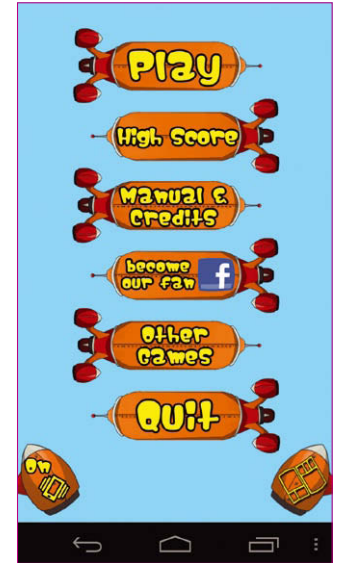 Play
High Score
Manual &
Credits
become
our fan f
Other
Games
Quit
On